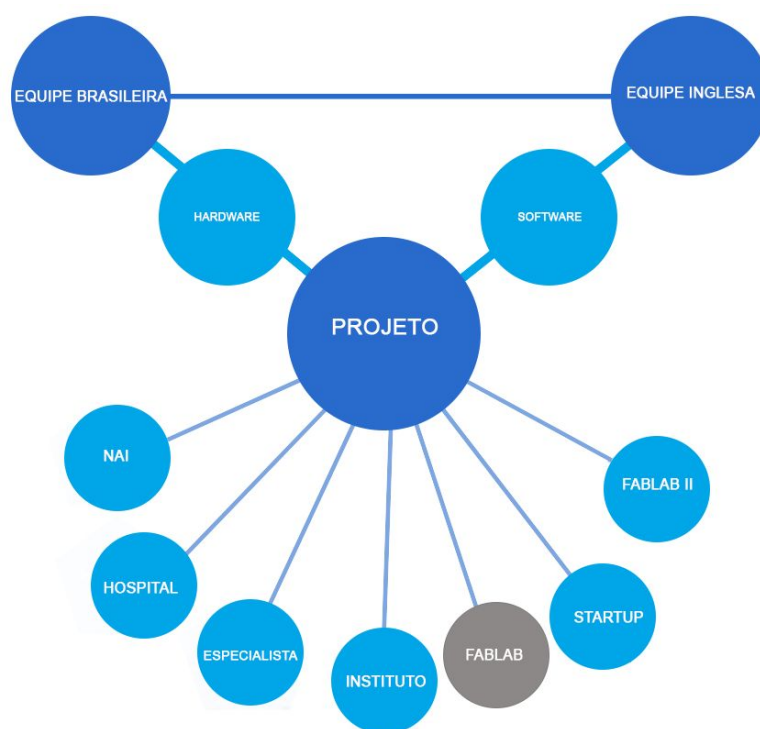 EQUIPE BRASILEIRA
EQUIPE INGLESA
HARDWARE
SOFTWARE
PROJETO
NAI
FABLAB II
HOSPITAL
STARTUP
ESPECIALISTA
FABLAB
INSTITUTO